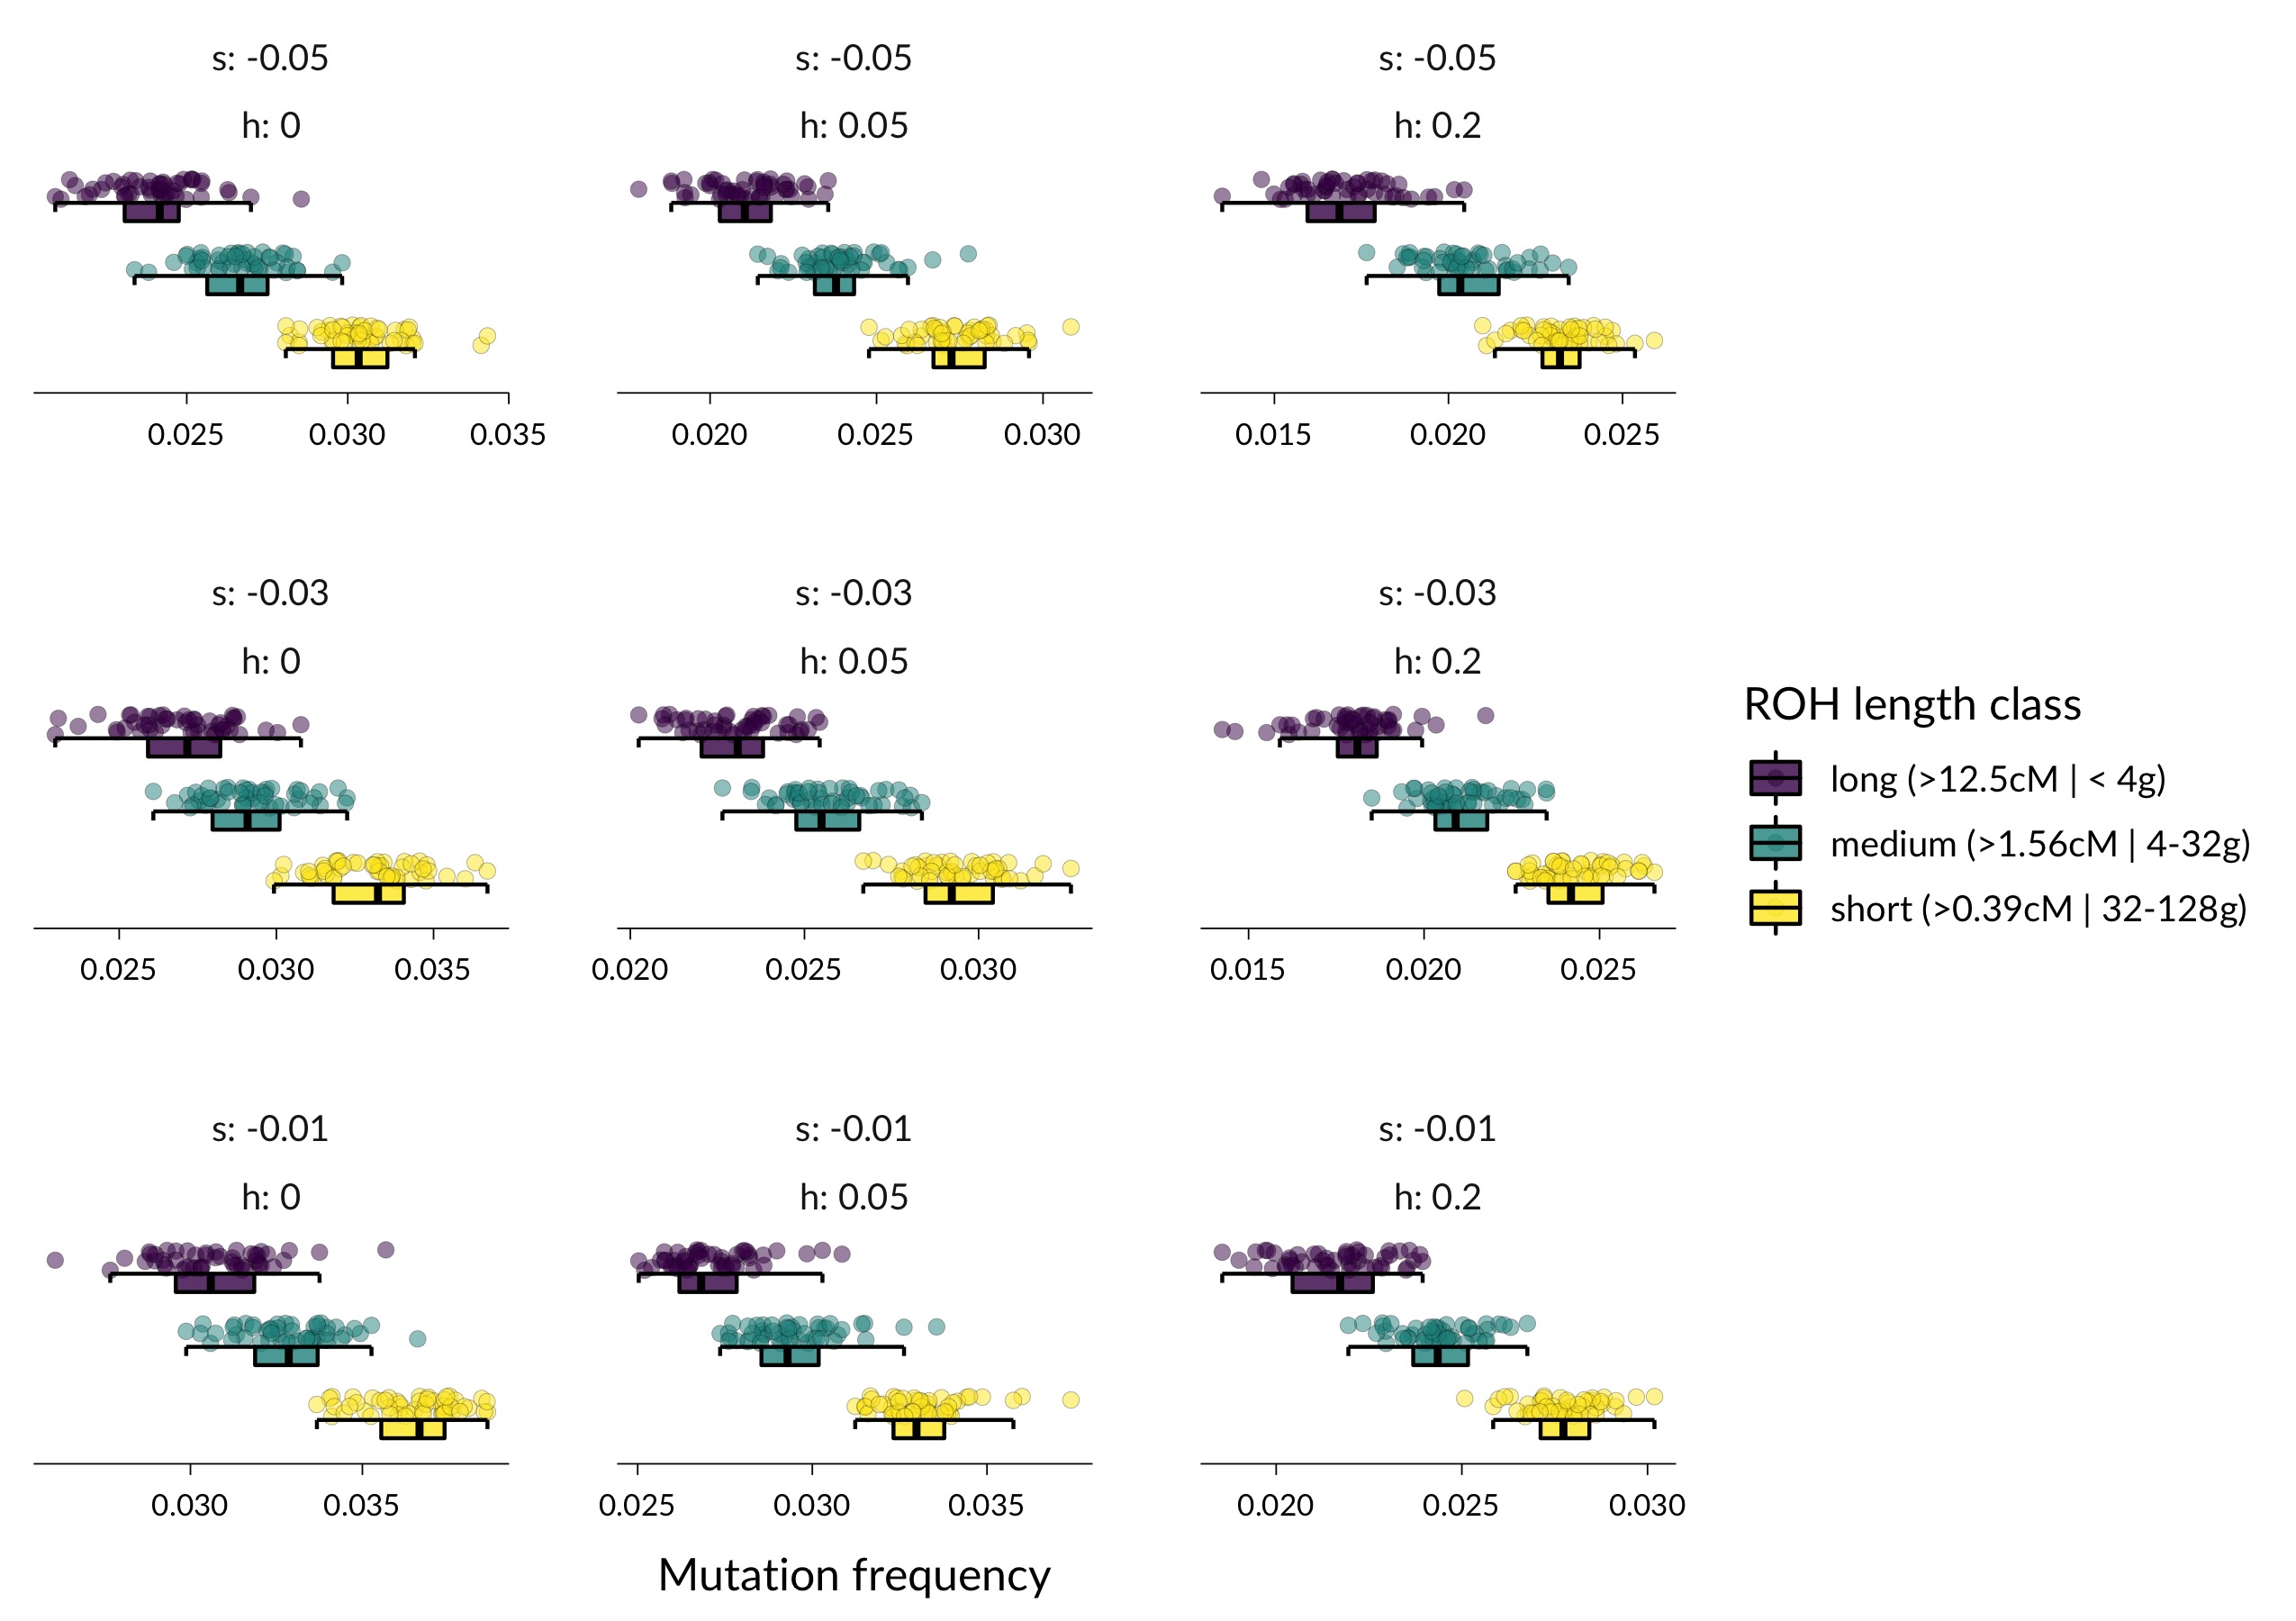 s: -0.05 s: -0.05 s: -0.05
h: 0 h: 0.05 h: 0.2
0.025 0.030 0.035 0.020 0.025 0.030 0.015 0.020 0.025
s: -0.03 s: -0.03 s: -0.03
h: 0 h: 0.05 h: 0.2
0.025 0.030 0.035 0.020 0.025 0.030 0.015 0.020 0.025
s: -0.01 s: -0.01 s: -0.01
h: 0 h: 0.05 h: 0.2
0.030 0.035 0.025 0.030 0.035 0.020 0.025 0.030
Mutation frequency
ROH length class
long (>12.5cM | < 4g)
medium (>1.56cM | 4-32g)
short (>0.39cM | 32-128g)